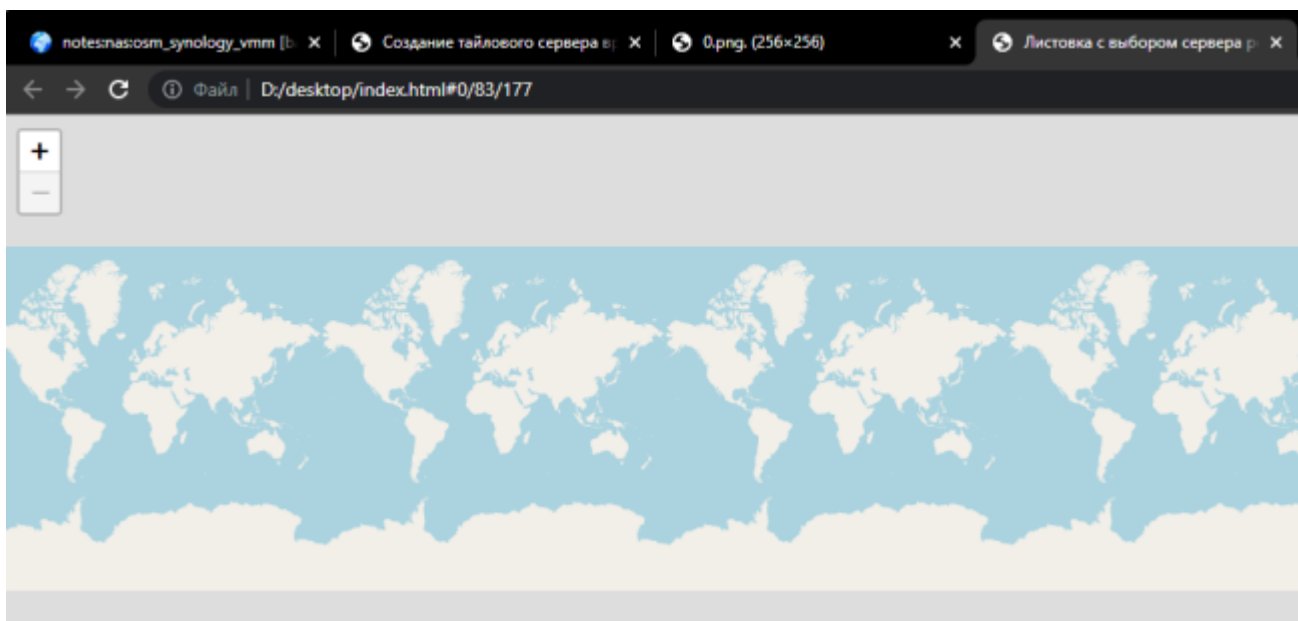 notes:nas:osm_synology_vmm [b
Создание тайлового сервера в
0.png. (256×256)
Листовка с выбором сервера р
Файл | D:/desktop/index.html#0/83/177
+
−